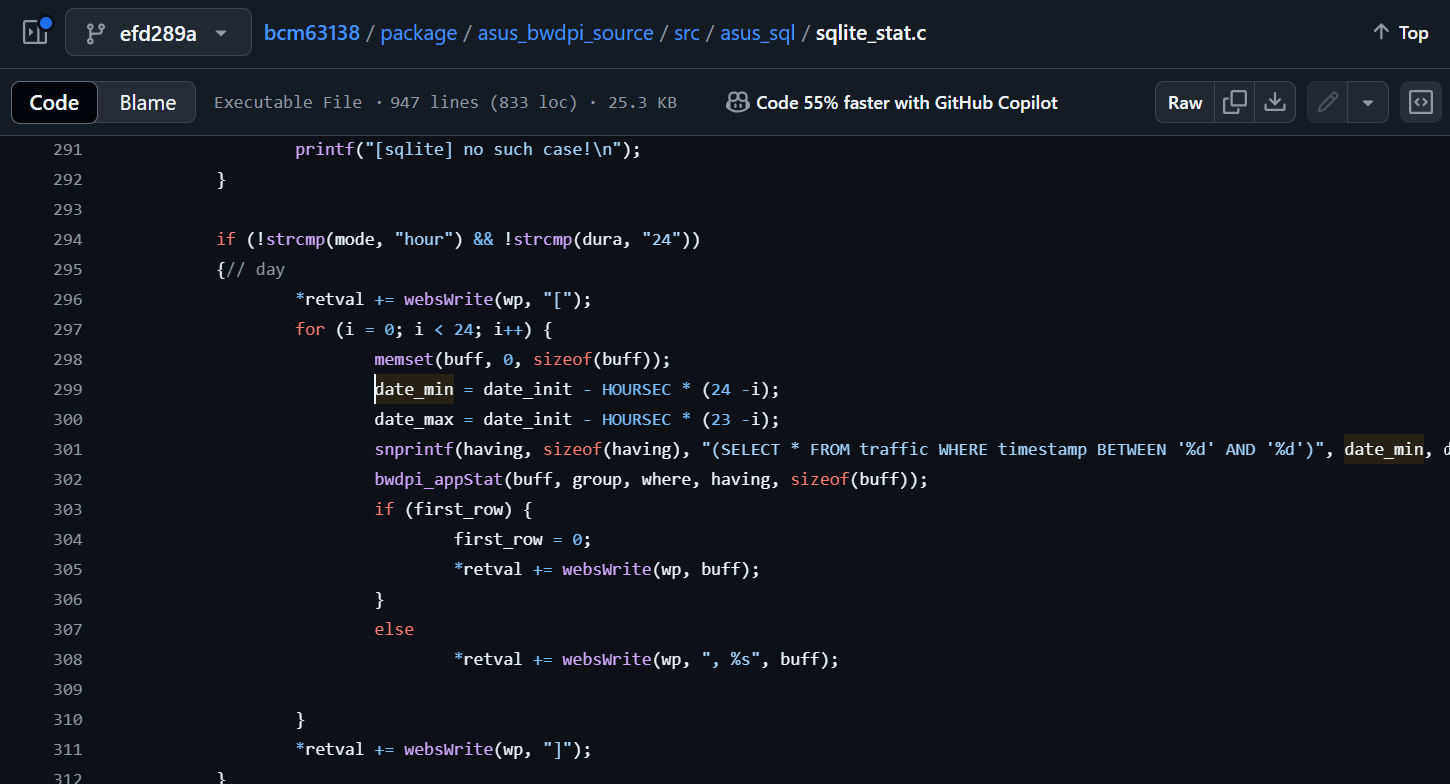 efd289a bcm63138 / package / asus_bwdpi_source / src / asus_sql / sqlite_stat.c Top
Code Blame Executable File · 947 lines (833 loc) · 25.3 KB Code 55% faster with GitHub Copilot Raw
291 printf("[sqlite] no such case!\n");
292 }
293
294 if (!strcmp(mode, "hour") && !strcmp(dura, "24"))
295 {// day
296 *retval += websWrite(wp, "[");
297 for (i = 0; i < 24; i++) {
298 memset(buff, 0, sizeof(buff));
299 date_min = date_init - HOURSEC * (24 -i);
300 date_max = date_init - HOURSEC * (23 -i);
301 snprintf(having, sizeof(having), "(SELECT * FROM traffic WHERE timestamp BETWEEN '%d' AND '%d')", date_min, d
302 bwdpi_appStat(buff, group, where, having, sizeof(buff));
303 if (first_row) {
304 first_row = 0;
305 *retval += websWrite(wp, buff);
306 }
307 else
308 *retval += websWrite(wp, ", %s", buff);
309
310 }
311 *retval += websWrite(wp, "]");
312 }